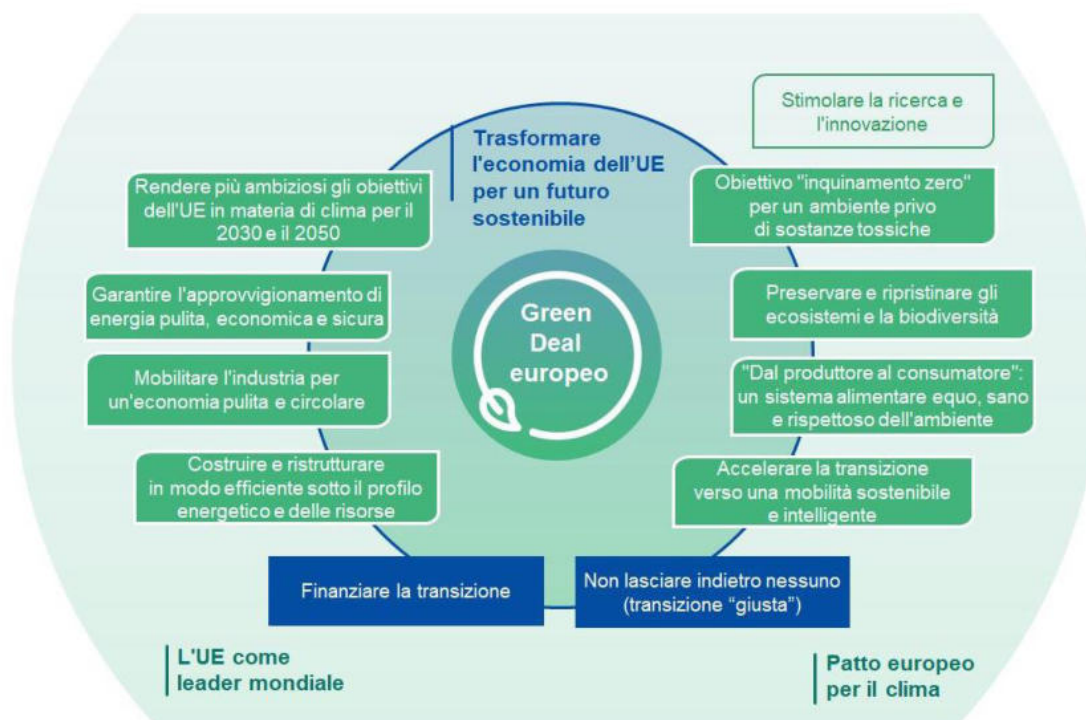 Stimolare la ricerca e
l'innovazione
Trasformare
l'economia dell'UE
per un futuro
sostenibile
Rendere più ambiziosi gli obiettivi
dell'UE in materia di clima per il
2030 e il 2050
Obiettivo "inquinamento zero"
per un ambiente privo
di sostanze tossiche
Garantire l'approvvigionamento di
energia pulita, economica e sicura
Green
Deal
europeo
Preservare e ripristinare gli
ecosistemi e la biodiversità
Mobilitare l'industria per
un'economia pulita e circolare
"Dal produttore al consumatore":
un sistema alimentare equo, sano
e rispettoso dell'ambiente
Costruire e ristrutturare
in modo efficiente sotto il profilo
energetico e delle risorse
Accelerare la transizione
verso una mobilità sostenibile
e intelligente
Finanziare la transizione
Non lasciare indietro nessuno
(transizione “giusta”)
L'UE come
leader mondiale
Patto europeo
per il clima